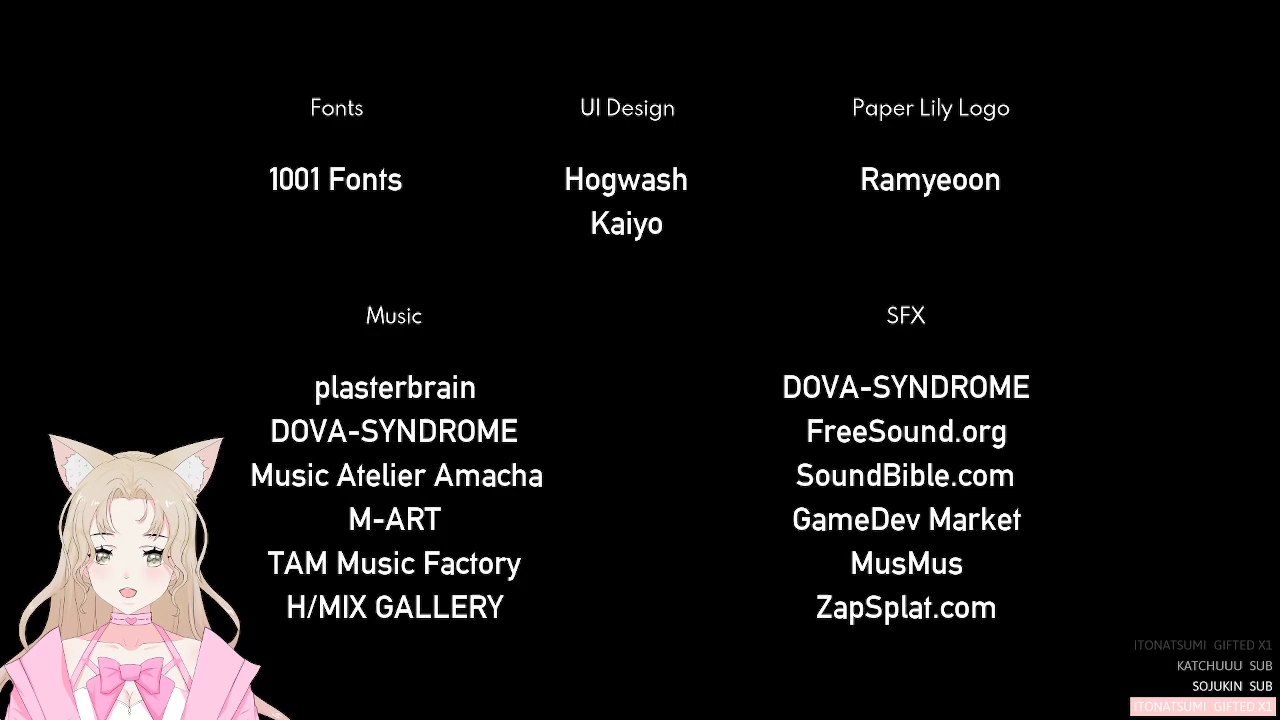 Fonts
1001 Fonts
UI Design
Hogwash
Kaiyo
Paper Lily Logo
Ramyeoon
Music
plasterbrain
DOVA-SYNDROME
Music Atelier Amacha
M-ART
TAM Music Factory
H/MIX GALLERY
SFX
DOVA-SYNDROME
FreeSound.org
SoundBible.com
GameDev Market
MusMus
ZapSplat.com
ITONATSUMI GIFTED X1
KATCHUUU SUB
SOJUKIN SUB
ITONATSUMI GIFTED X1